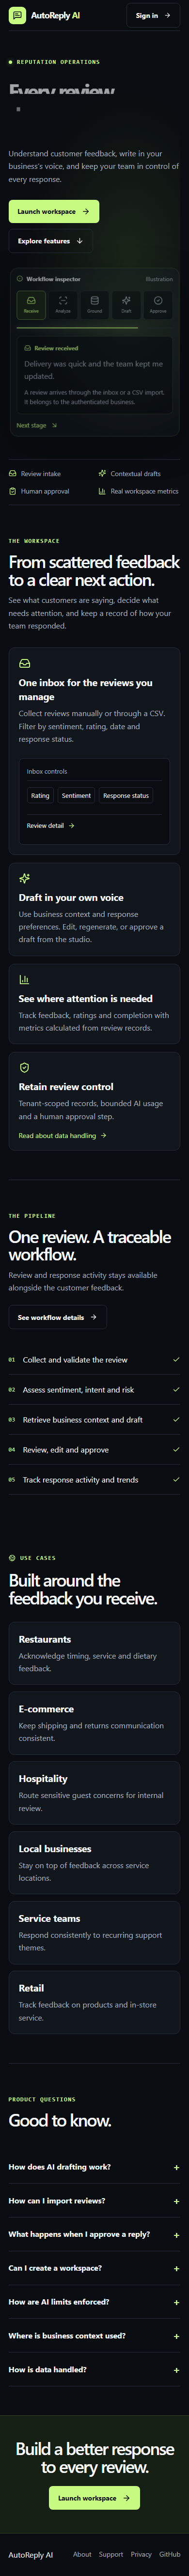 AutoReply AI
Sign in
REPUTATION OPERATIONS
Every review
Understand customer feedback, write in your
business's voice, and keep your team in control of
every response.
Launch workspace
Explore features
Workflow inspector
Illustration
Receive
Analyze
Ground
Draft
Approve
Review received
Delivery was quick and the team kept me
updated.
A review arrives through the inbox or a CSV import.
It belongs to the authenticated business.
Next stage
Review intake
Contextual drafts
Human approval
Real workspace metrics
THE WORKSPACE
From scattered feedback
to a clear next action.
See what customers are saying, decide what
needs attention, and keep a record of how your
team responded.
One inbox for the reviews you
manage
Collect reviews manually or through a CSV.
Filter by sentiment, rating, date and
response status.
Inbox controls
Rating
Sentiment
Response status
Review detail
Draft in your own voice
Use business context and response
preferences. Edit, regenerate, or approve a
draft from the studio.
See where attention is needed
Track feedback, ratings and completion with
metrics calculated from review records.
Retain review control
Tenant-scoped records, bounded AI usage
and a human approval step.
Read about data handling
THE PIPELINE
One review. A traceable
workflow.
Review and response activity stays available
alongside the customer feedback.
See workflow details
01 Collect and validate the review
02 Assess sentiment, intent and risk
03 Retrieve business context and draft
04 Review, edit and approve
05 Track response activity and trends
USE CASES
Built around the
feedback you receive.
Restaurants
Acknowledge timing, service and dietary
feedback.
E-commerce
Keep shipping and returns communication
consistent.
Hospitality
Route sensitive guest concerns for internal
review.
Local businesses
Stay on top of feedback across service
locations.
Service teams
Respond consistently to recurring support
themes.
Retail
Track feedback on products and in-store
service.
PRODUCT QUESTIONS
Good to know.
How does AI drafting work?
How can I import reviews?
What happens when I approve a reply?
Can I create a workspace?
How are AI limits enforced?
Where is business context used?
How is data handled?
Build a better response
to every review.
Launch workspace
AutoReply AI
About
Support
Privacy
GitHub